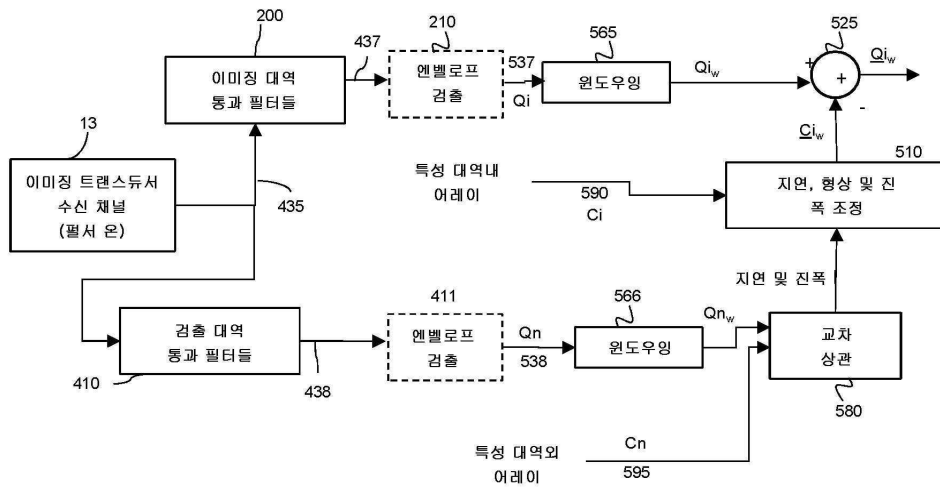 200
437
210
537
565
525
이미징 대역
통과 필터들
엔벨로프
검출
Qi
윈도우잉
Qiw
+
+
Qiw
-
13
이미징 트랜스듀서
수신 채널
(펄서 온)
435
특성 대역내
어레이
590
Ci
Ciw
510
지연, 형상 및 진
폭 조정
지연 및 진폭
검출 대역
통과 필터들
410
438
411
엔벨로프
검출
Qn
538
566
윈도우잉
Qnw
교차
상관
580
특성 대역외
어레이
Cn
595